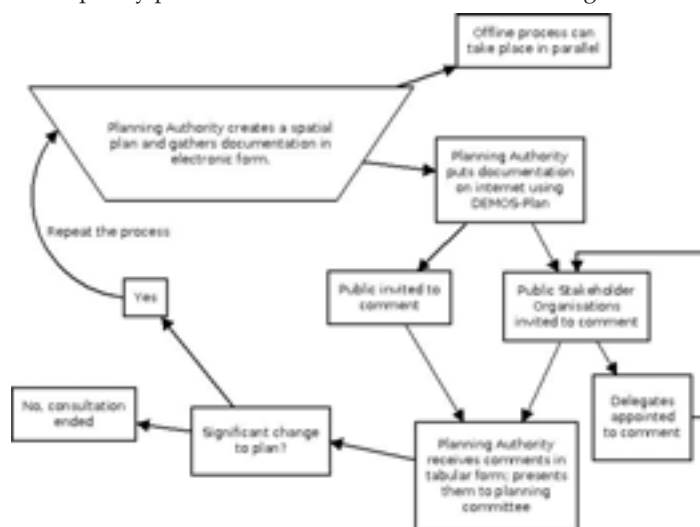 Offline process can
take place in parallel
Planning Authority creates a spatial
plan and gathers documentation in
electronic form.
Planning Authority
puts documentation
on internet using
DEMOS-Plan
Repeat the process
Yes
Public invited to
comment
Public Stakeholder
Organisations
invited to comment
No, consultation
ended
Significant change
to plan?
Delegates
appointed
to comment
Planning Authority
receives comments in
tabular form; presents
them to planning
committee